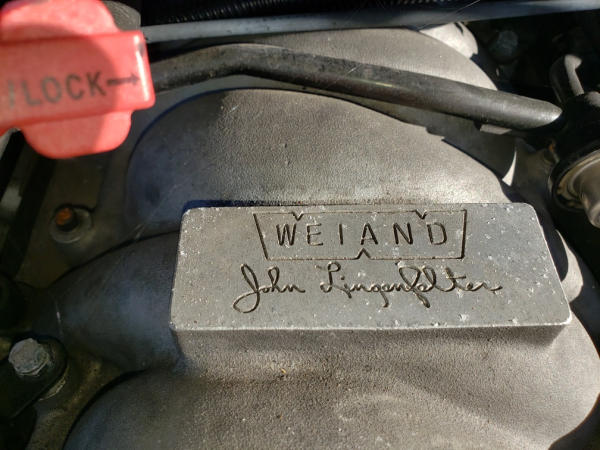 LOCK→
WEIAND
John Lingenfelter